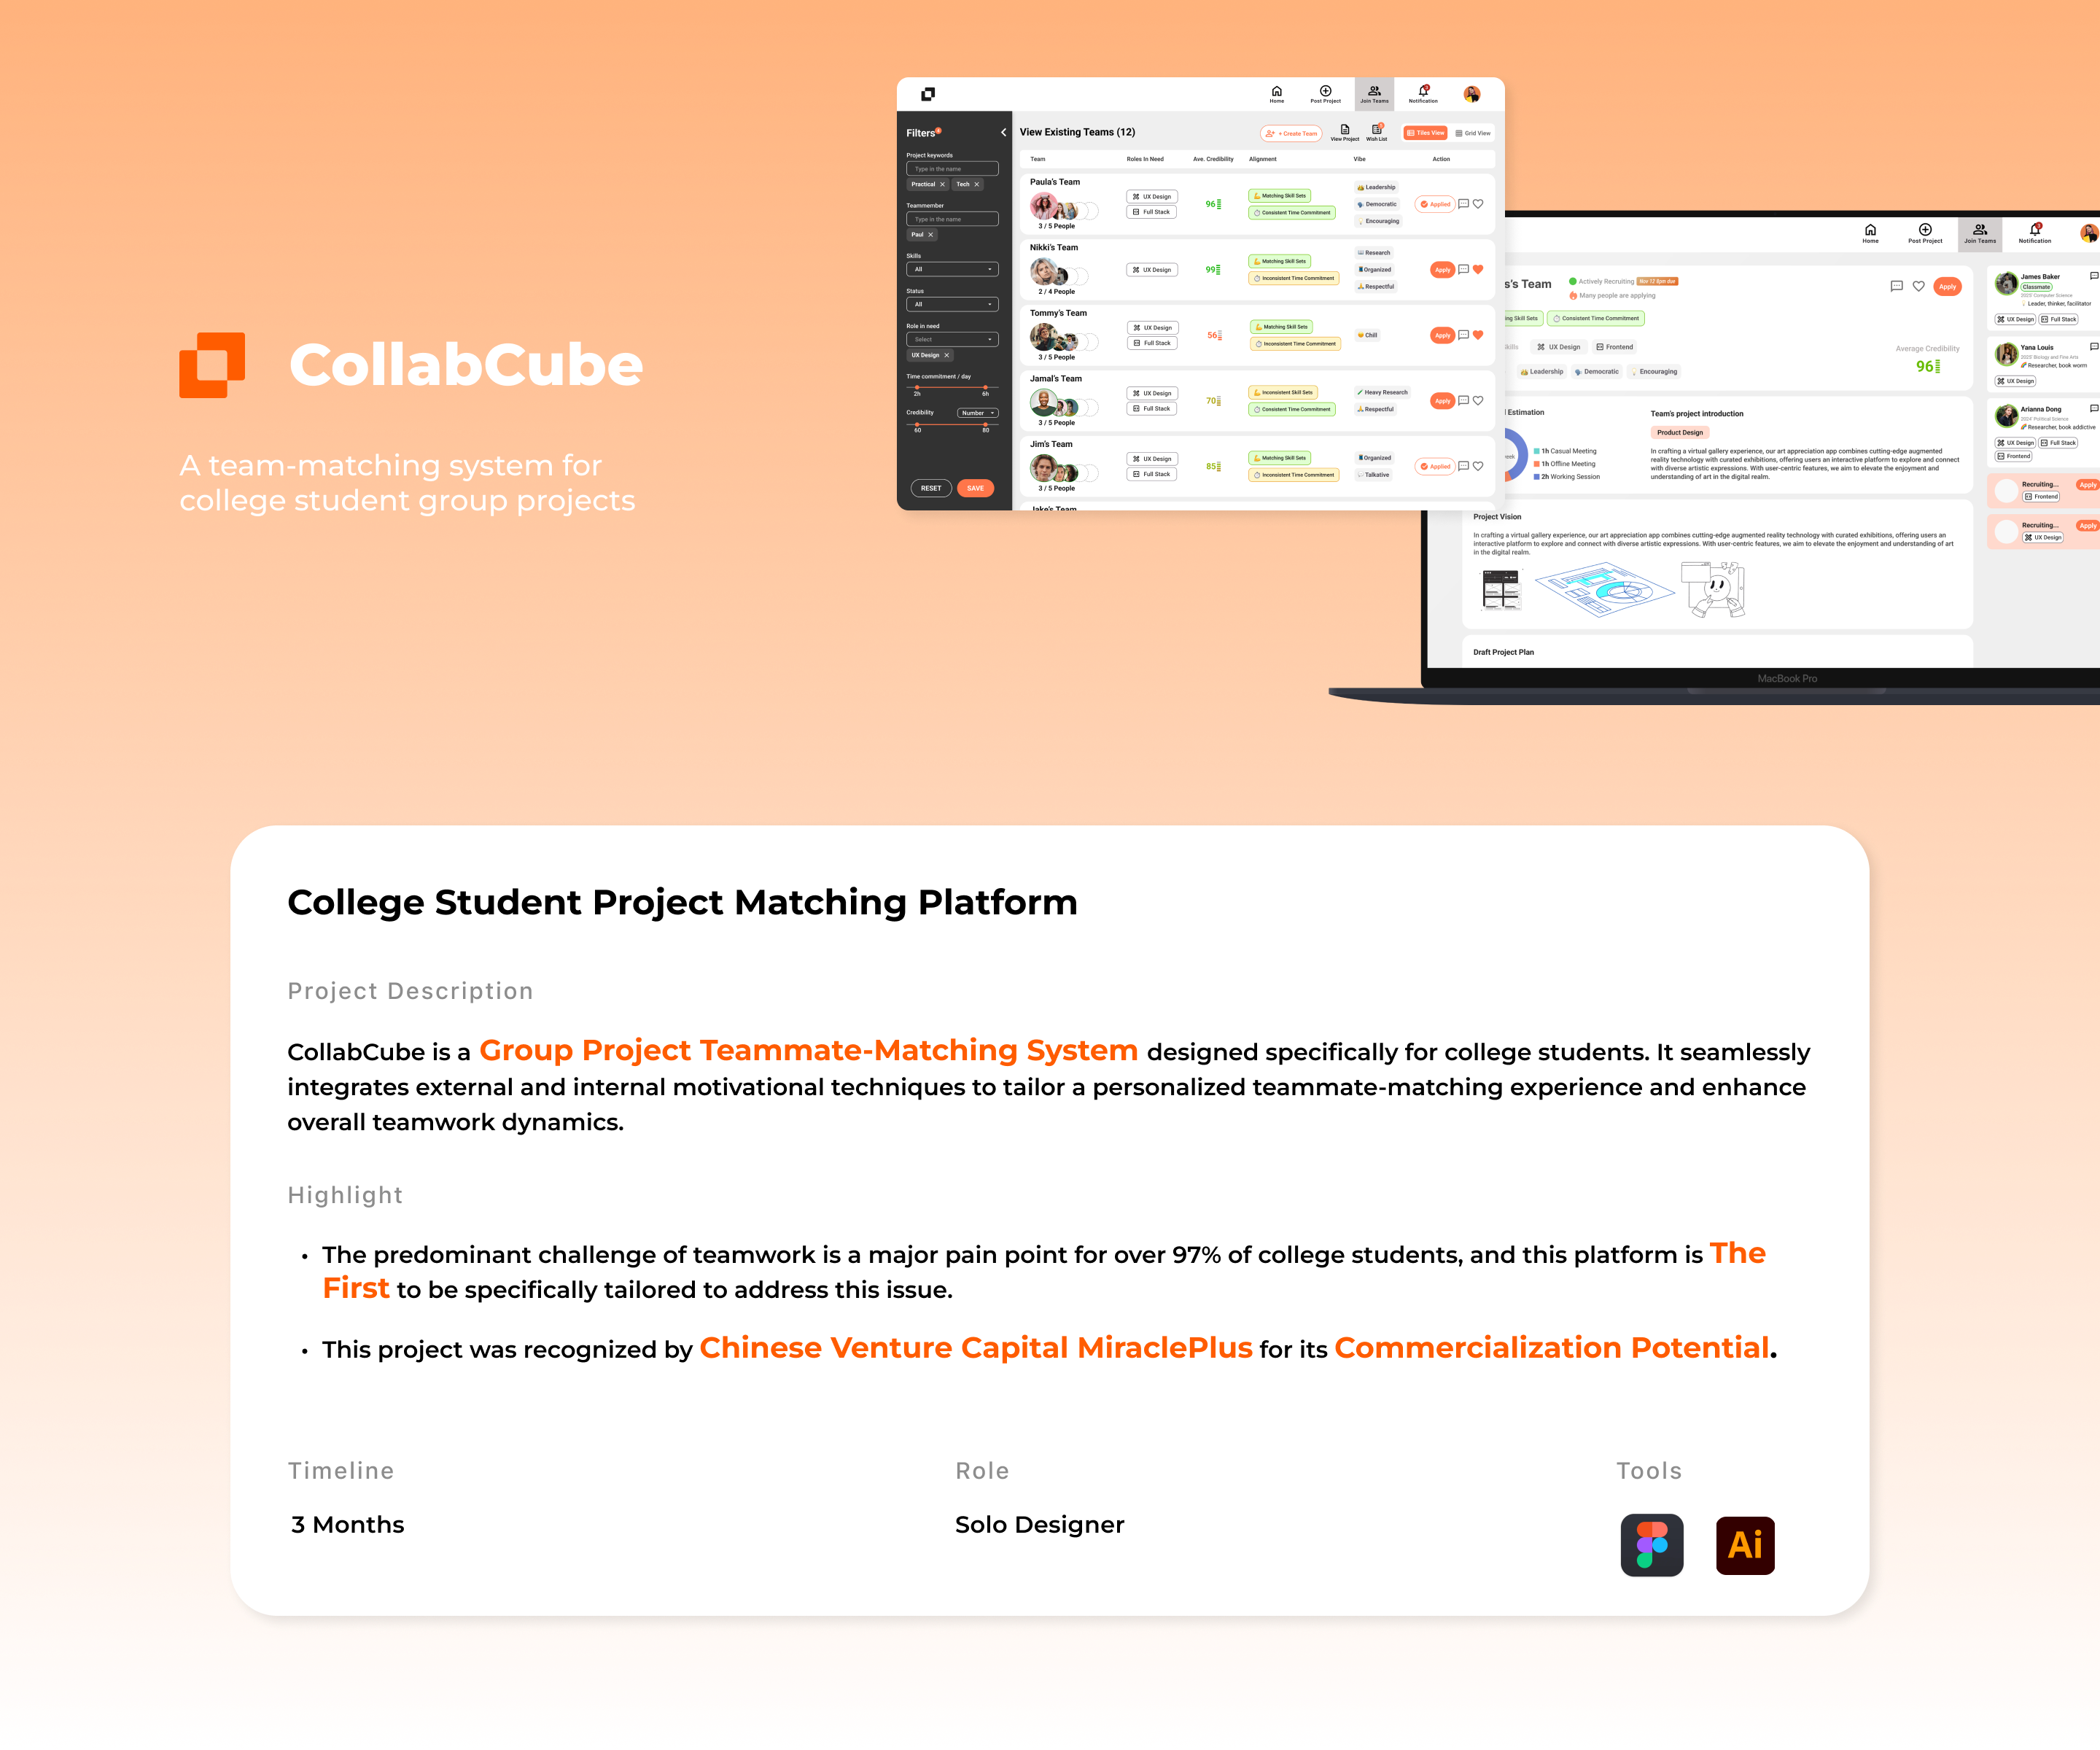 CollabCube
A team-matching system for
college student group projects
Home
Post Project
Join Teams
Notification
Filters
Project keywords
Type in the name
Practical
Tech
Teammember
Type in the name
Paul
Skills
All
Status
All
Role in need
Select
UX Design
Time commitment / day
2h 6h
Credibility Number
60 80
RESET SAVE
View Existing Teams (12)
+ Create Team
View Project
Wish List
Tiles View
Grid View
Team Roles In Need Ave. Credibility Alignment Vibe Action
Paula's Team
3 / 5 People
UX Design
Full Stack
96
Matching Skill Sets
Consistent Time Commitment
Leadership
Democratic
Encouraging
Applied
Nikki's Team
2 / 4 People
UX Design
99
Matching Skill Sets
Inconsistent Time Commitment
Research
Organized
Respectful
Apply
Tommy's Team
3 / 5 People
UX Design
Full Stack
56
Matching Skill Sets
Inconsistent Time Commitment
Chill
Apply
Jamal's Team
3 / 5 People
UX Design
Full Stack
70
Inconsistent Skill Sets
Consistent Time Commitment
Heavy Research
Respectful
Apply
Jim's Team
3 / 5 People
UX Design
Full Stack
85
Matching Skill Sets
Inconsistent Time Commitment
Organized
Talkative
Applied
Jake's Team
Home
Post Project
Join Teams
Notification
's Team
Actively Recruiting Nov 12 8pm due
Many people are applying
Apply
Skill Sets
Consistent Time Commitment
UX Design
Frontend
Leadership
Democratic
Encouraging
Average Credibility
96
Estimation
1h Casual Meeting
1h Offline Meeting
2h Working Session
Team's project introduction
Product Design
In crafting a virtual gallery experience, our art appreciation app combines cutting-edge augmented
reality technology with curated exhibitions, offering users an interactive platform to explore and connect
with diverse artistic expressions. With user-centric features, we aim to elevate the enjoyment and
understanding of art in the digital realm.
Project Vision
In crafting a virtual gallery experience, our art appreciation app combines cutting-edge augmented reality technology with curated exhibitions, offering users an
interactive platform to explore and connect with diverse artistic expressions. With user-centric features, we aim to elevate the enjoyment and understanding of art
in the digital realm.
Draft Project Plan
James Baker
Classmate
2025' Computer Science
Leader, thinker, facilitator
UX Design
Full Stack
Yana Louis
2025' Biology and Fine Arts
Researcher, book worm
UX Design
Arianna Dong
2024' Political Science
Researcher, book addictive
UX Design
Full Stack
Frontend
Recruiting...
Frontend
Apply
Recruiting...
UX Design
Apply
MacBook Pro
College Student Project Matching Platform
Project Description
CollabCube is a Group Project Teammate-Matching System designed specifically for college students. It seamlessly
integrates external and internal motivational techniques to tailor a personalized teammate-matching experience and enhance
overall teamwork dynamics.
Highlight
• The predominant challenge of teamwork is a major pain point for over 97% of college students, and this platform is The
First to be specifically tailored to address this issue.
• This project was recognized by Chinese Venture Capital MiraclePlus for its Commercialization Potential.
Timeline
3 Months
Role
Solo Designer
Tools
Ai